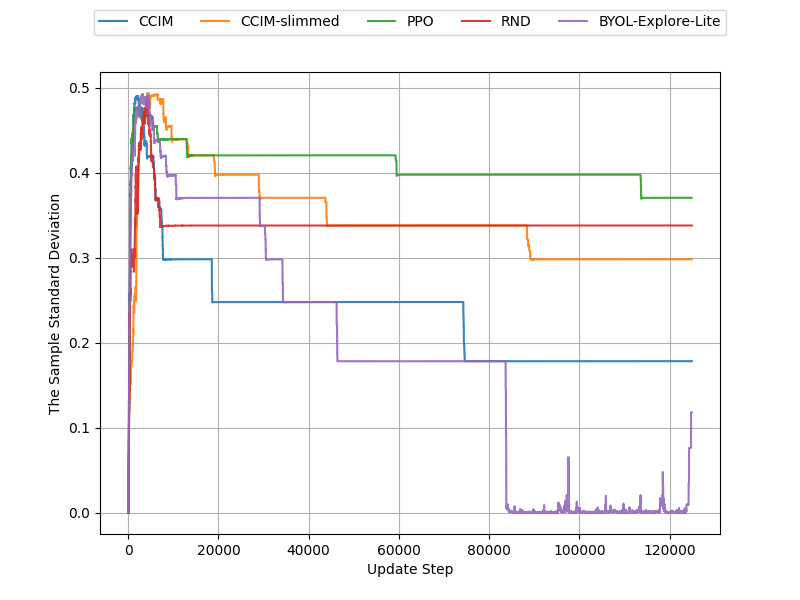 CCIM CCIM-slimmed PPO RND BYOL-Explore-Lite
0.5
0.4
0.3
0.2
0.1
0.0
The Sample Standard Deviation
0 20000 40000 60000 80000 100000 120000
Update Step